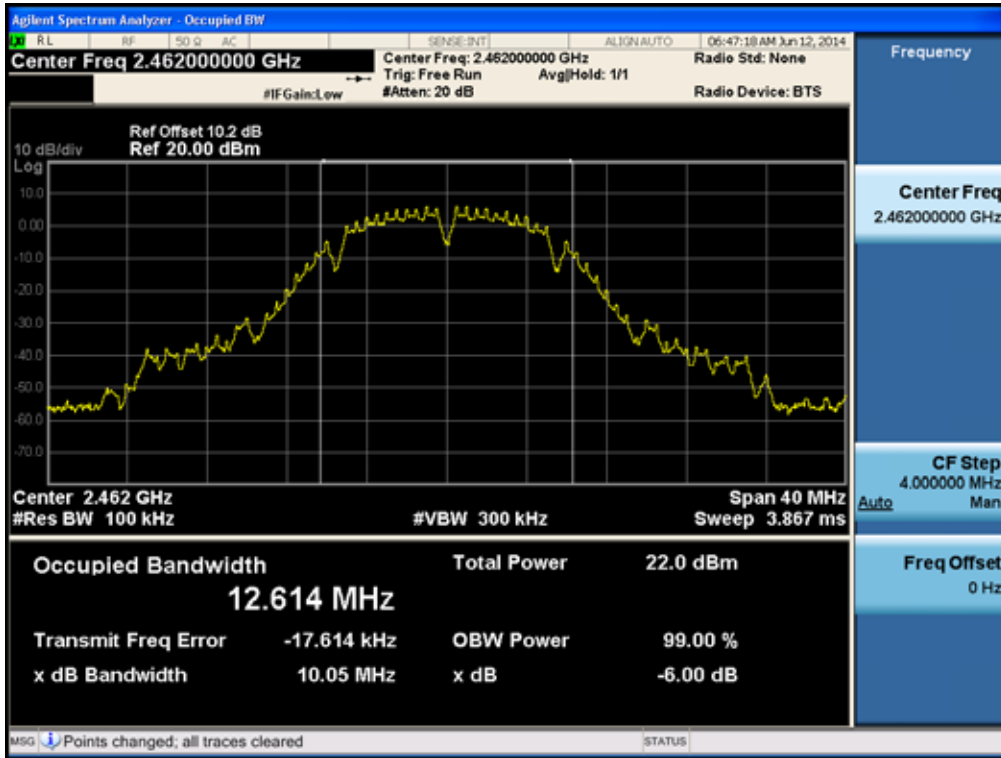 Agilent Spectrum Analyzer - Occupied BW
RL RF 50 Ω AC SENSE:INT ALIGN AUTO 06:47:18 AM Jun 12, 2014
Center Freq 2.462000000 GHz
Center Freq: 2.462000000 GHz Radio Std: None
Trig: Free Run Avg|Hold: 1/1
#IFGain:Low #Atten: 20 dB Radio Device: BTS
Ref Offset 10.2 dB
10 dB/div Ref 20.00 dBm
Log
10.0
0.00
-10.0
-20.0
-30.0
-40.0
-50.0
-60.0
-70.0
Center 2.462 GHz Span 40 MHz
#Res BW 100 kHz #VBW 300 kHz Sweep 3.867 ms
Occupied Bandwidth Total Power 22.0 dBm
12.614 MHz
Transmit Freq Error -17.614 kHz OBW Power 99.00 %
x dB Bandwidth 10.05 MHz x dB -6.00 dB
MSG Points changed; all traces cleared STATUS
Frequency
Center Freq
2.462000000 GHz
CF Step
4.000000 MHz
Auto Man
Freq Offset
0 Hz